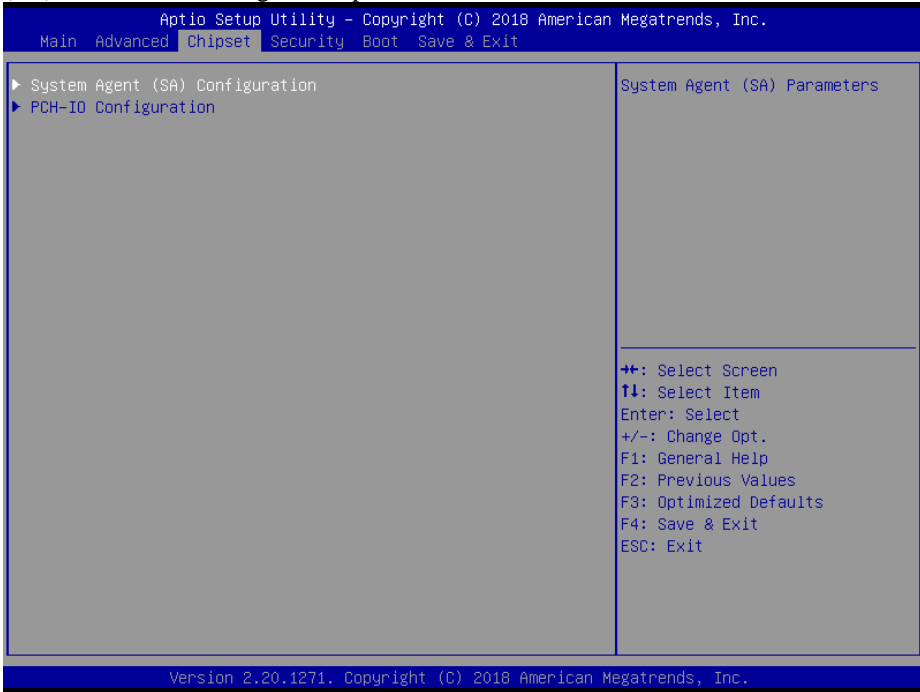 Aptio Setup Utility – Copyright (C) 2018 American Megatrends, Inc.
Main Advanced Chipset Security Boot Save & Exit
System Agent (SA) Configuration
PCH-IO Configuration
System Agent (SA) Parameters
→←: Select Screen
↑↓: Select Item
Enter: Select
+/-: Change Opt.
F1: General Help
F2: Previous Values
F3: Optimized Defaults
F4: Save & Exit
ESC: Exit
Version 2.20.1271. Copyright (C) 2018 American Megatrends, Inc.